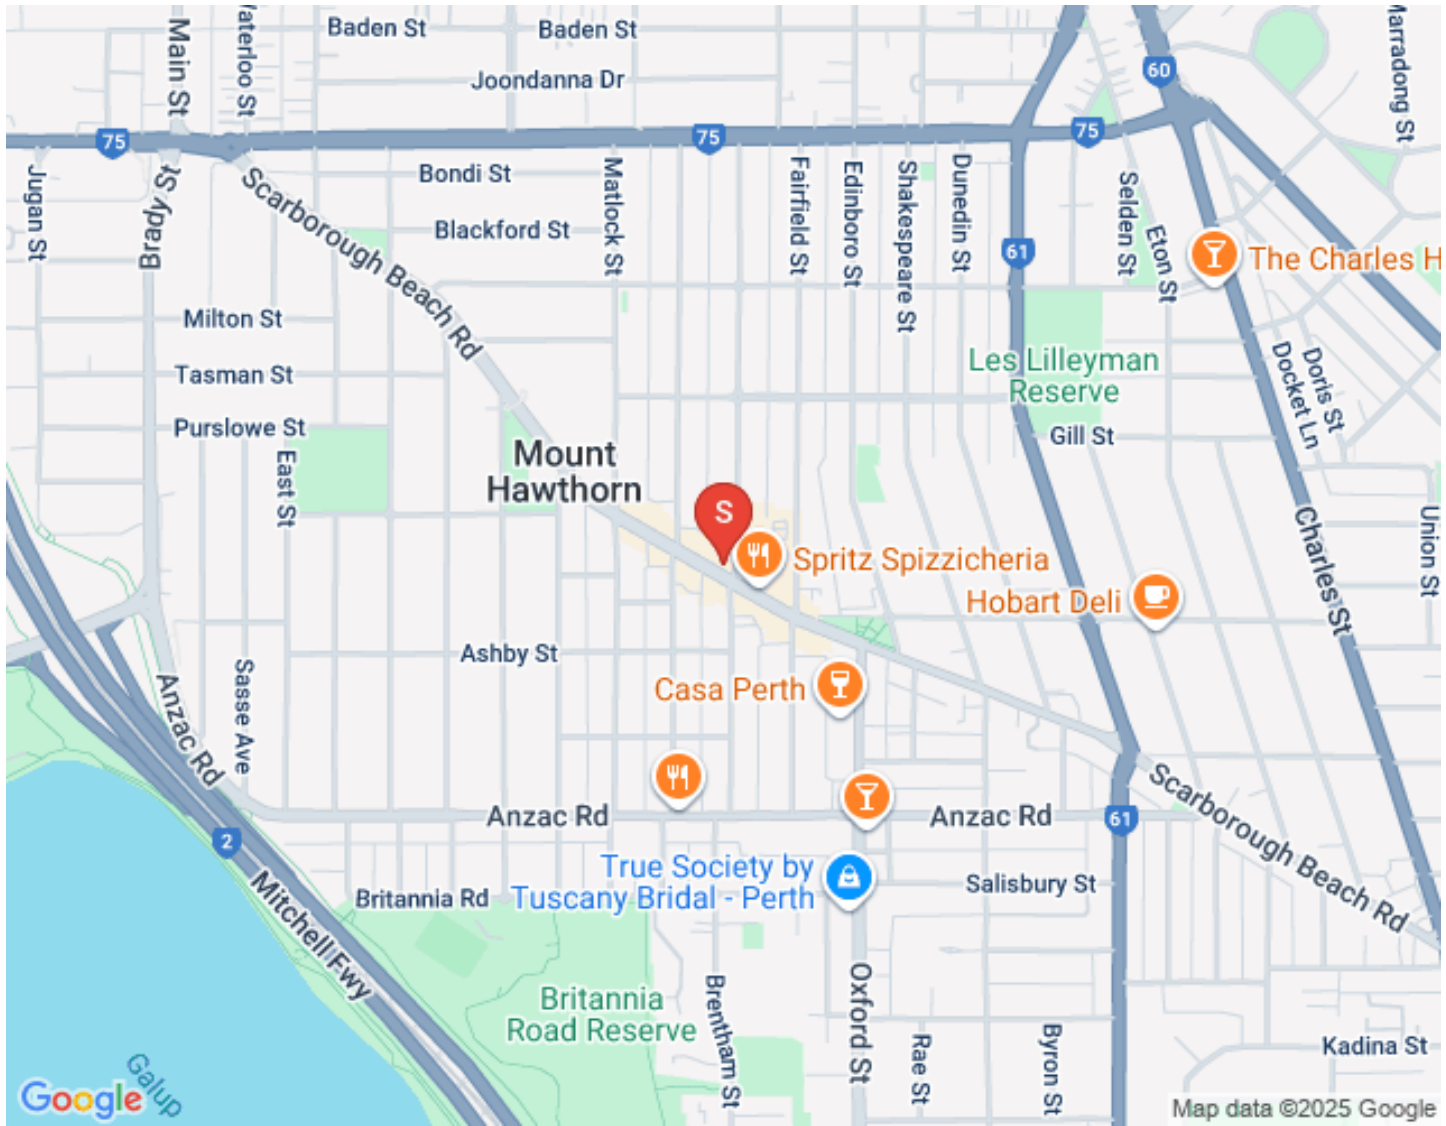 Baden St
Baden St
Main St
Waterloo St
Joondanna Dr
Marradong St
60
75
75
75
Jugan St
Brady St
Scarborough Beach Rd
Bondi St
Matlock St
Blackford St
Fairfield St
Edinboro St
Shakespeare St
Dunedin St
61
Selden St
Eton St
The Charles H
Milton St
Tasman St
Purslowe St
East St
Les Lilleyman
Reserve
Gill St
Doris St
Docket Ln
Mount
Hawthorn
S
Spritz Spizzicheria
Hobart Deli
Charles St
Union St
Ashby St
Casa Perth
Sasse Ave
Anzac Rd
Anzac Rd
Anzac Rd
61
Scarborough Beach Rd
2
Mitchell Fwy
Britannia Rd
True Society by
Tuscany Bridal - Perth
Salisbury St
Britannia
Road Reserve
Brentham St
Oxford St
Rae St
Byron St
Kadina St
Galup
Google
Map data ©2025 Google